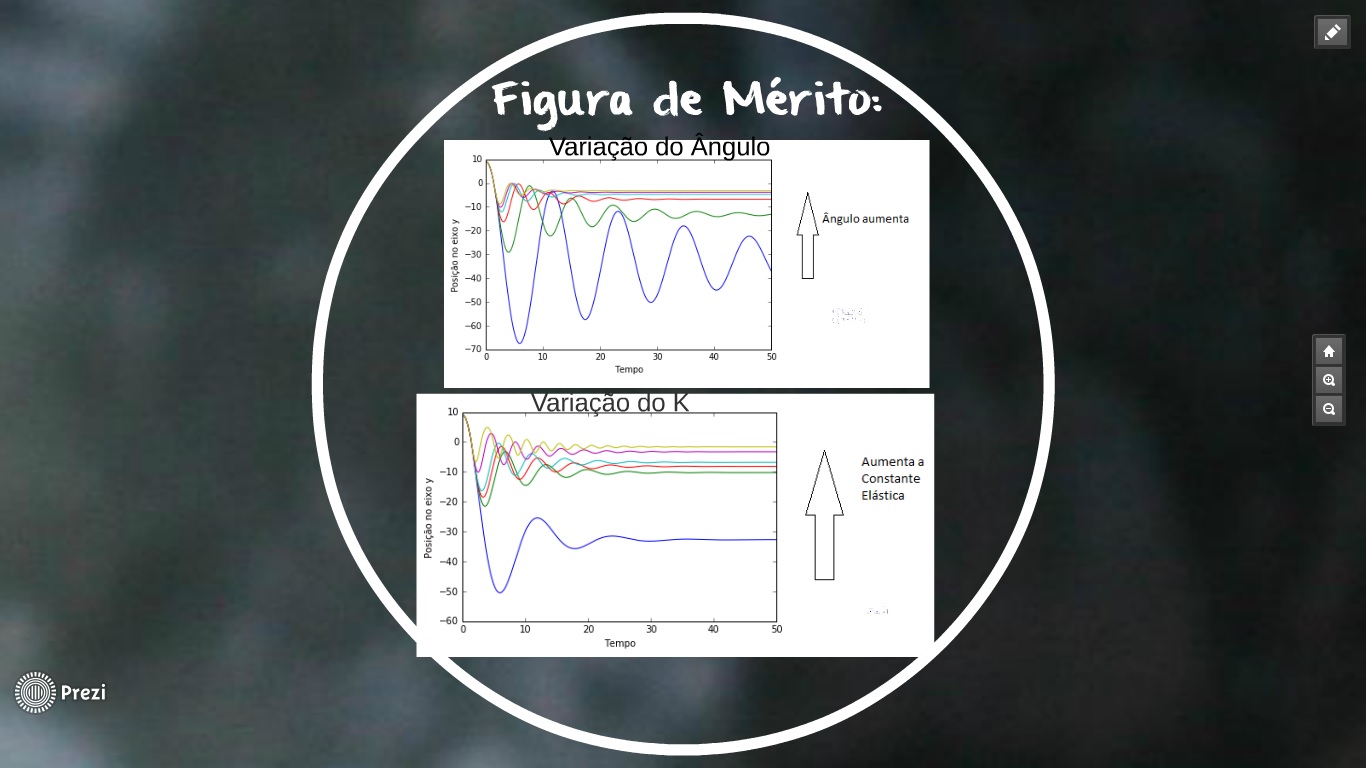 Figura de Mérito:
Variação do Ângulo
10
0
−10
−20
−30
−40
−50
−60
−70
Posição no eixo y
0 10 20 30 40 50
Tempo
Ângulo aumenta
Variação do K
10
0
−10
−20
−30
−40
−50
−60
Posição no eixo y
0 10 20 30 40 50
Tempo
Aumenta a
Constante
Elástica
Prezi